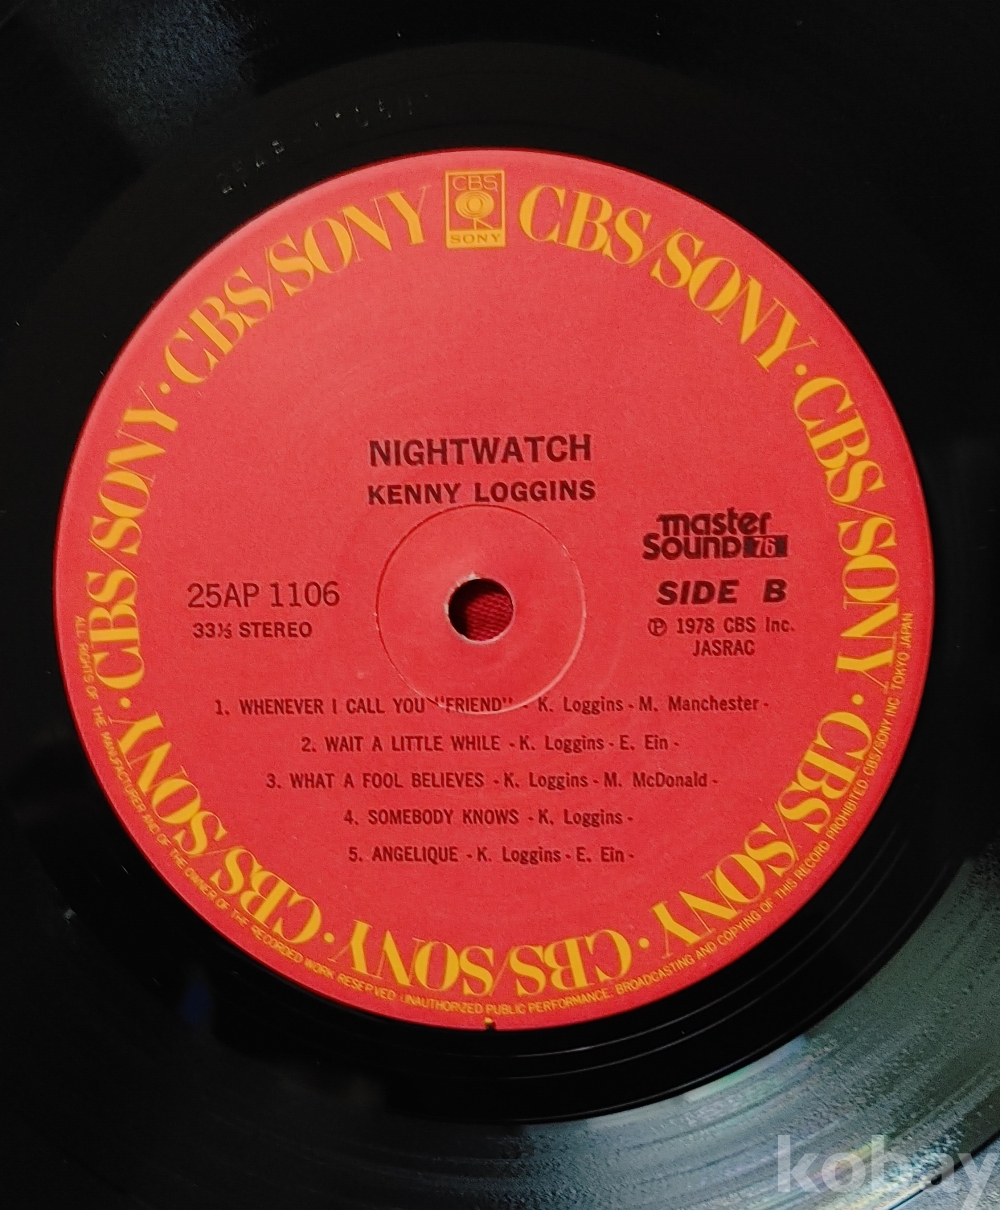 CBS
SONY
CBS/SONY · CBS/SONY · CBS/SONY · CBS/SONY · CBS/SONY · CBS/SONY · CBS/SONY · CBS/SONY · CBS/SONY
NIGHTWATCH
KENNY LOGGINS
master
Sound 76
25AP 1106
SIDE B
33⅓ STEREO
Ⓟ 1978 CBS Inc.
JASRAC
1. WHENEVER I CALL YOU "FRIEND" - K. Loggins - M. Manchester -
2. WAIT A LITTLE WHILE - K. Loggins - E. Ein -
3. WHAT A FOOL BELIEVES - K. Loggins - M. McDonald -
4. SOMEBODY KNOWS - K. Loggins -
5. ANGELIQUE - K. Loggins - E. Ein -
ALL RIGHTS OF THE MANUFACTURER AND OF THE OWNER OF THE RECORDED WORK RESERVED. UNAUTHORIZED PUBLIC PERFORMANCE, BROADCASTING AND COPYING OF THIS RECORD PROHIBITED. CBS/SONY INC. TOKYO JAPAN
kobay